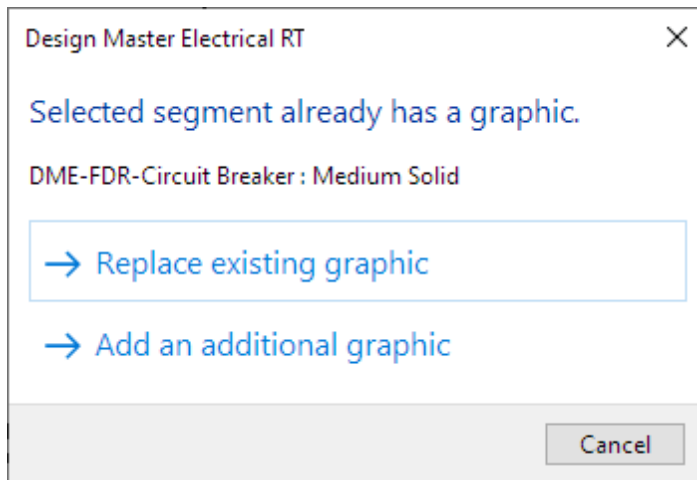 Design Master Electrical RT
Selected segment already has a graphic.
DME-FDR-Circuit Breaker : Medium Solid
Replace existing graphic
Add an additional graphic
Cancel